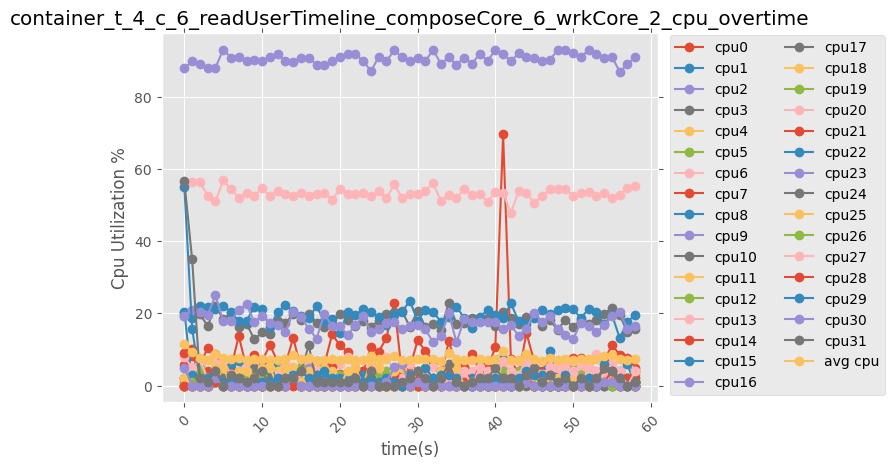 container_t_4_c_6_readUserTimeline_composeCore_6_wrkCore_2_cpu_overtime
Cpu Utilization %
80
60
40
20
0
0
10
20
30
40
50
60
time(s)
cpu0
cpu1
cpu2
cpu3
cpu4
cpu5
cpu6
cpu7
cpu8
cpu9
cpu10
cpu11
cpu12
cpu13
cpu14
cpu15
cpu16
cpu17
cpu18
cpu19
cpu20
cpu21
cpu22
cpu23
cpu24
cpu25
cpu26
cpu27
cpu28
cpu29
cpu30
cpu31
avg cpu